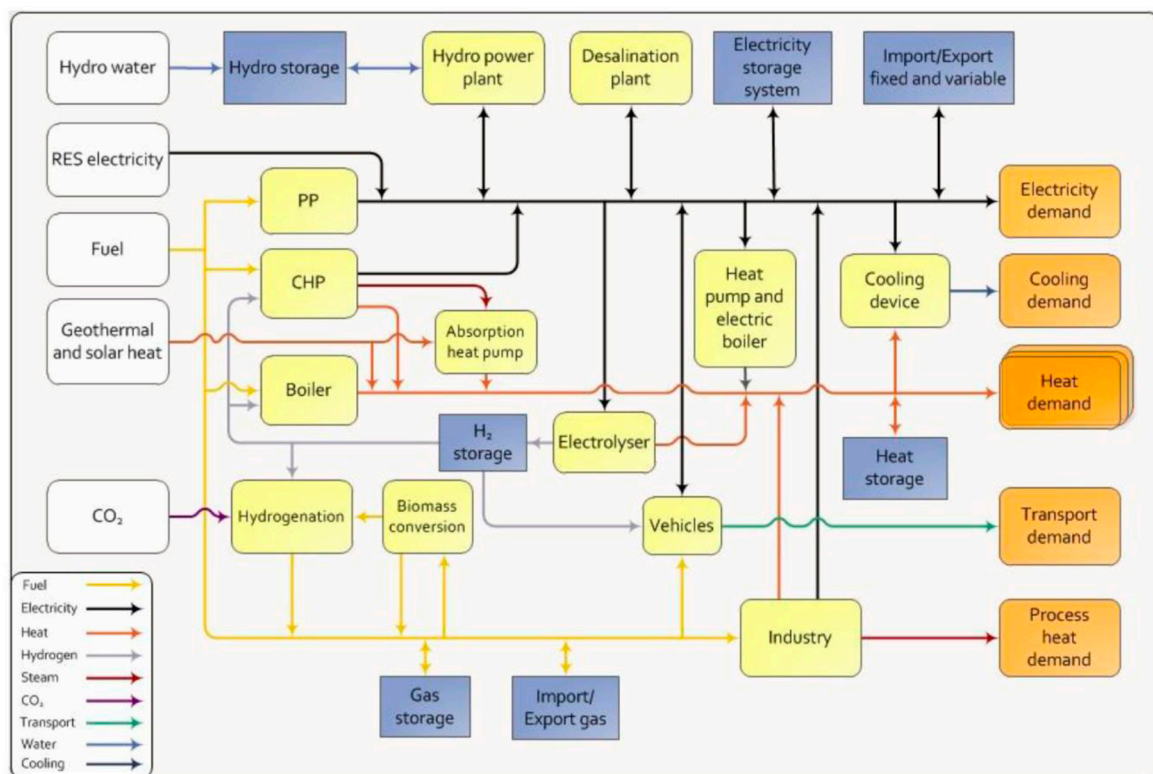 Hydro water
Hydro storage
Hydro power
plant
Desalination
plant
Electricity
storage
system
Import/Export
fixed and variable
RES electricity
PP
Electricity
demand
Fuel
CHP
Heat
pump and
electric
boiler
Cooling
device
Cooling
demand
Geothermal
and solar heat
Absorption
heat pump
Boiler
Heat
demand
H₂
storage
Electrolyser
Heat
storage
CO₂
Hydrogenation
Biomass
conversion
Vehicles
Transport
demand
Industry
Process
heat
demand
Gas
storage
Import/
Export gas
Fuel
Electricity
Heat
Hydrogen
Steam
CO₂
Transport
Water
Cooling